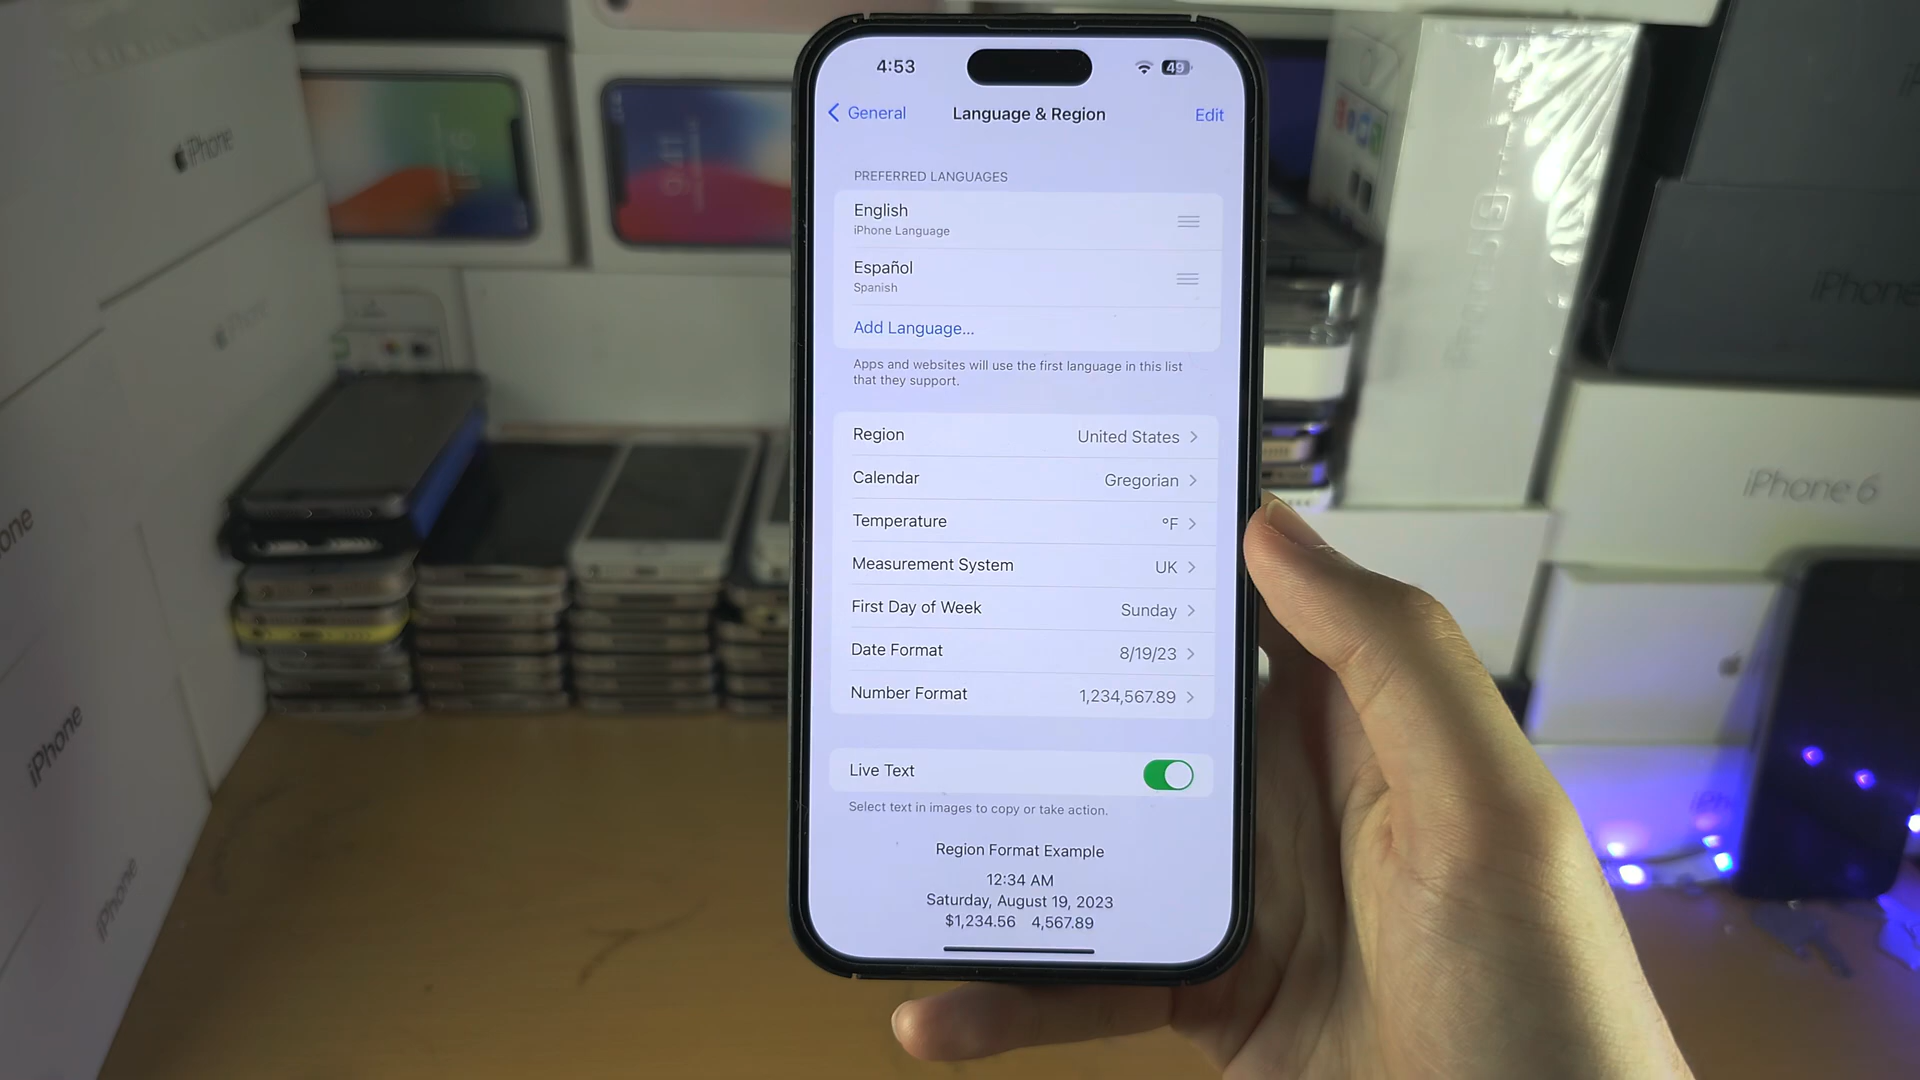 4:53
49
General
Language & Region
Edit
PREFERRED LANGUAGES
English
iPhone Language
Español
Spanish
Add Language...
Apps and websites will use the first language in this list
that they support.
Region
United States
Calendar
Gregorian
Temperature
°F
Measurement System
UK
First Day of Week
Sunday
Date Format
8/19/23
Number Format
1,234,567.89
Live Text
Select text in images to copy or take action.
Region Format Example
12:34 AM
Saturday, August 19, 2023
$1,234.56 4,567.89
iPhone
iPhone
iPhone
iPhone
9:41
iPhone
iPhone 6